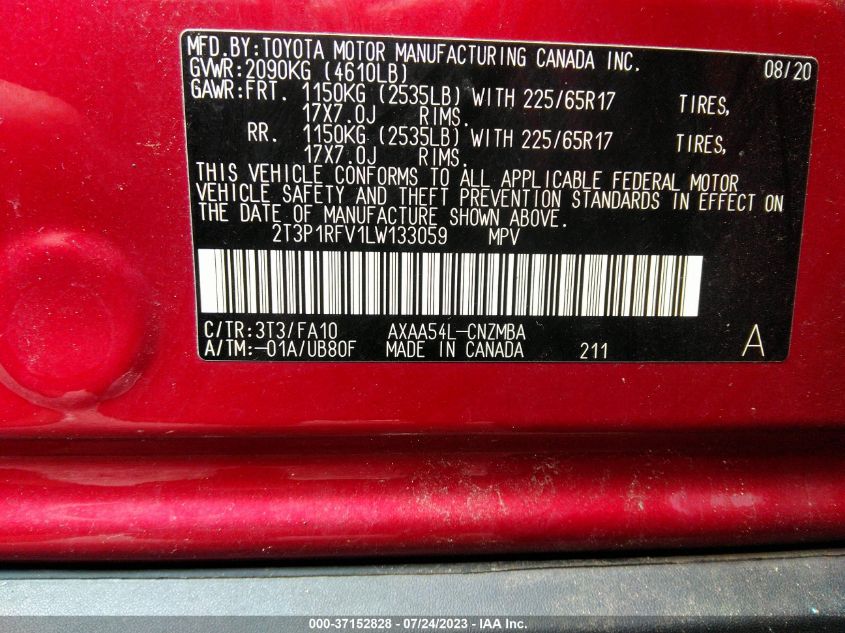 MFD.BY:TOYOTA MOTOR MANUFACTURING CANADA INC.
GVWR:2090KG (4610LB) 08/20
GAWR:FRT. 1150KG (2535LB) WITH 225/65R17 TIRES,
17X7.0J RIMS.
RR. 1150KG (2535LB) WITH 225/65R17 TIRES,
17X7.0J RIMS.
THIS VEHICLE CONFORMS TO ALL APPLICABLE FEDERAL MOTOR
VEHICLE SAFETY AND THEFT PREVENTION STANDARDS IN EFFECT ON
THE DATE OF MANUFACTURE SHOWN ABOVE.
2T3P1RFV1LW133059 MPV
C/TR:3T3/FA10 AXAA54L-CNZMBA
A/TM:-01A/UB80F MADE IN CANADA 211 A
000-37152828 - 07/24/2023 - IAA Inc.